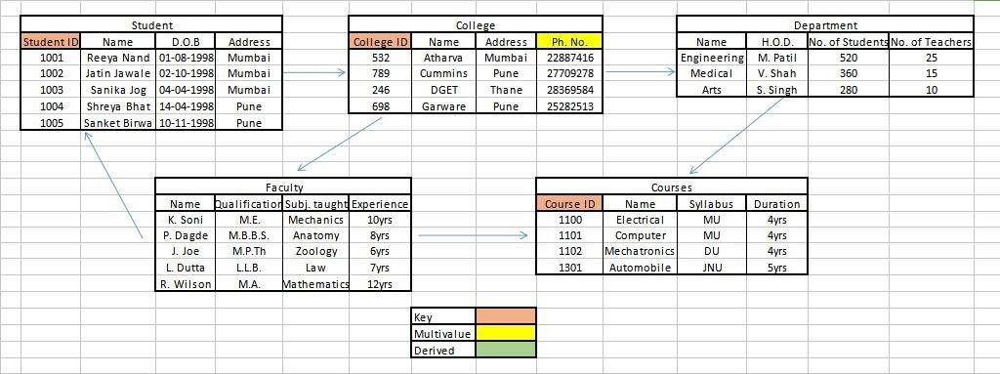 Student
Student ID Name D.O.B Address
1001 Reeya Nand 01-08-1998 Mumbai
1002 Jatin Jawale 02-10-1998 Mumbai
1003 Sanika Jog 04-04-1998 Mumbai
1004 Shreya Bhat 14-04-1998 Pune
1005 Sanket Birwa 10-11-1998 Pune
College
College ID Name Address Ph. No.
532 Atharva Mumbai 22887416
789 Cummins Pune 27709278
246 DGET Thane 28369584
698 Garware Pune 25282513
Department
Name H.O.D. No. of Students No. of Teachers
Engineering M. Patil 520 25
Medical V. Shah 360 15
Arts S. Singh 280 10
Faculty
Name Qualification Subj. taught Experience
K. Soni M.E. Mechanics 10yrs
P. Dagde M.B.B.S. Anatomy 8yrs
J. Joe M.P.Th Zoology 6yrs
L. Dutta L.L.B. Law 7yrs
R. Wilson M.A. Mathematics 12yrs
Courses
Course ID Name Syllabus Duration
1100 Electrical MU 4yrs
1101 Computer MU 4yrs
1102 Mechatronics DU 4yrs
1301 Automobile JNU 5yrs
Key
Multivalue
Derived